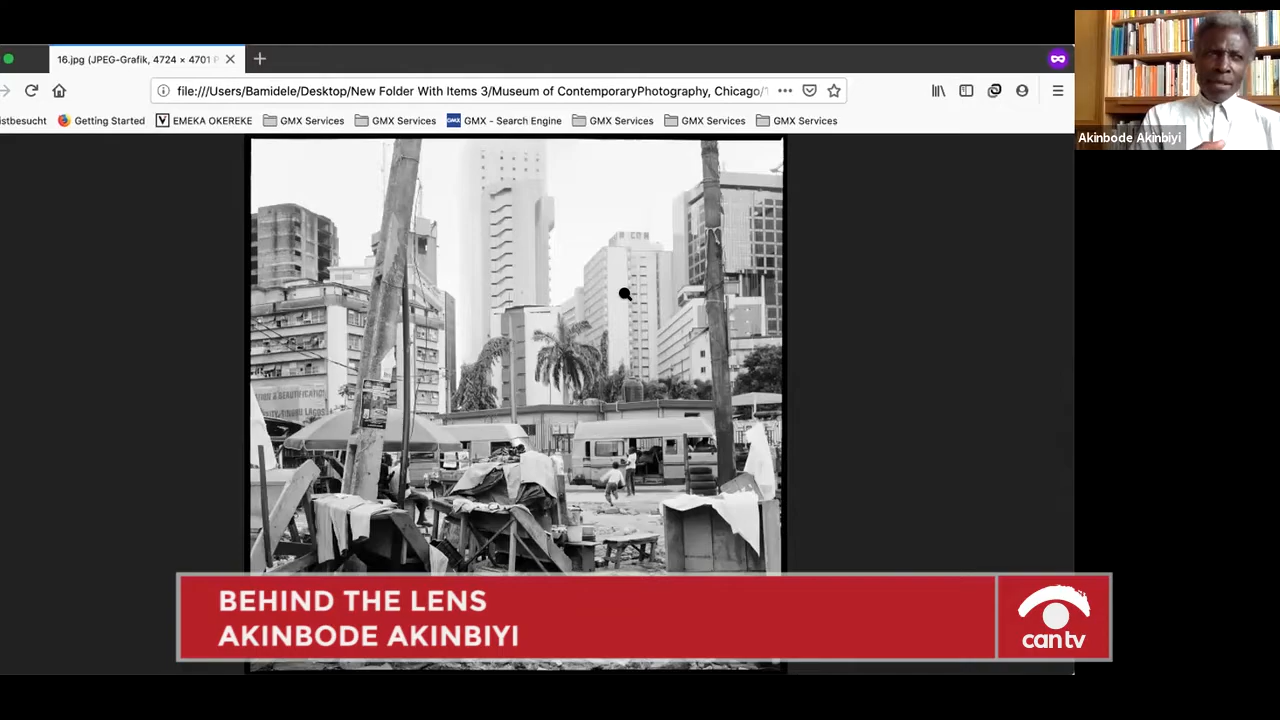 16.jpg (JPEG-Grafik, 4724 × 4701 P
file:///Users/Bamidele/Desktop/New Folder With Items 3/Museum of ContemporaryPhotography, Chicago/1
istbesucht Getting Started EMEKA OKEREKE GMX Services GMX Services GMX - Search Engine GMX Services GMX Services GMX Services
Akinbode Akinbiyi
BEHIND THE LENS
AKINBODE AKINBIYI
can tv